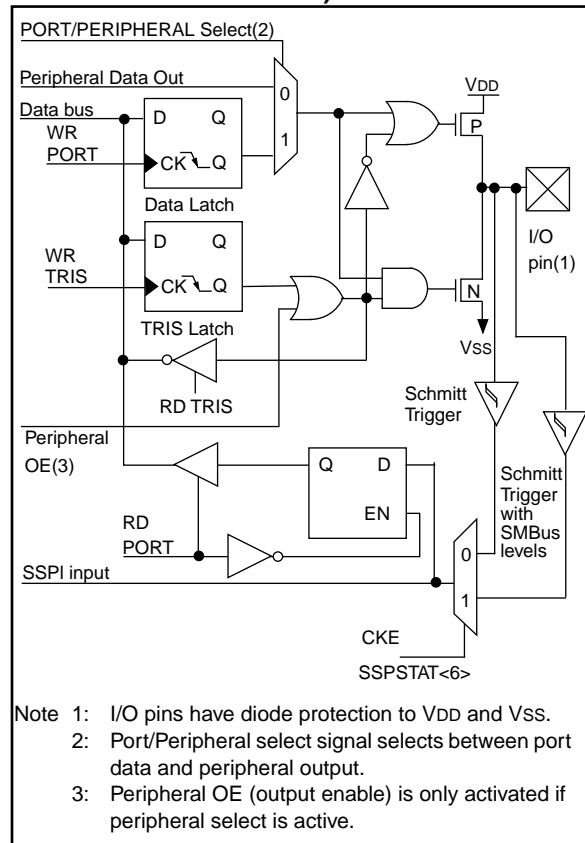 PORT/PERIPHERAL Select(2)
Peripheral Data Out
Data bus
WR
PORT
D
Q
CK
Q
Data Latch
0
1
VDD
P
I/O
pin(1)
WR
TRIS
D
Q
CK
Q
TRIS Latch
N
VSS
RD TRIS
Schmitt
Trigger
Peripheral
OE(3)
Q
D
EN
Schmitt
Trigger
with
SMBus
levels
RD
PORT
SSPI input
0
1
CKE
SSPSTAT<6>
Note 1: I/O pins have diode protection to VDD and VSS.
2: Port/Peripheral select signal selects between port
data and peripheral output.
3: Peripheral OE (output enable) is only activated if
peripheral select is active.